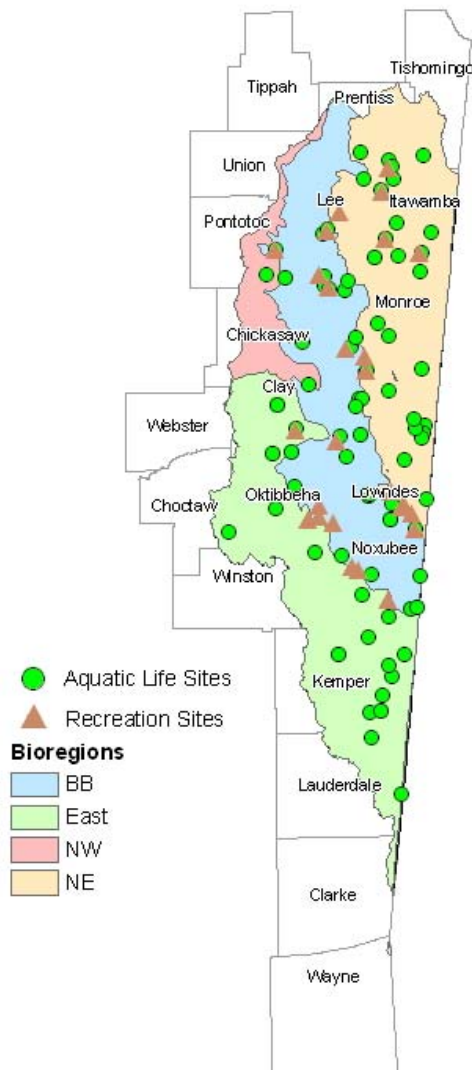 Tishomingo
Tippah
Prentiss
Union
Lee
Itawamba
Pontotoc
Monroe
Chickasaw
Clay
Webster
Oktibbeha
Lowndes
Choctaw
Noxubee
Winston
Aquatic Life Sites
Kemper
Recreation Sites
Bioregions
BB
Lauderdale
East
NW
NE
Clarke
Wayne